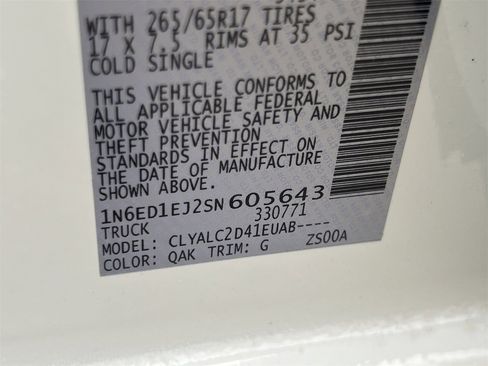 WITH 265/65R17 TIRES
17 X 7.5 RIMS AT 35 PSI
COLD SINGLE
THIS VEHICLE CONFORMS TO
ALL APPLICABLE FEDERAL
MOTOR VEHICLE SAFETY AND
THEFT PREVENTION
STANDARDS IN EFFECT ON
THE DATE OF MANUFACTURE
SHOWN ABOVE.
1N6ED1EJ2SN605643
TRUCK 330771
MODEL: CLYALC2D41EUAB----
COLOR: QAK TRIM: G ZS00A